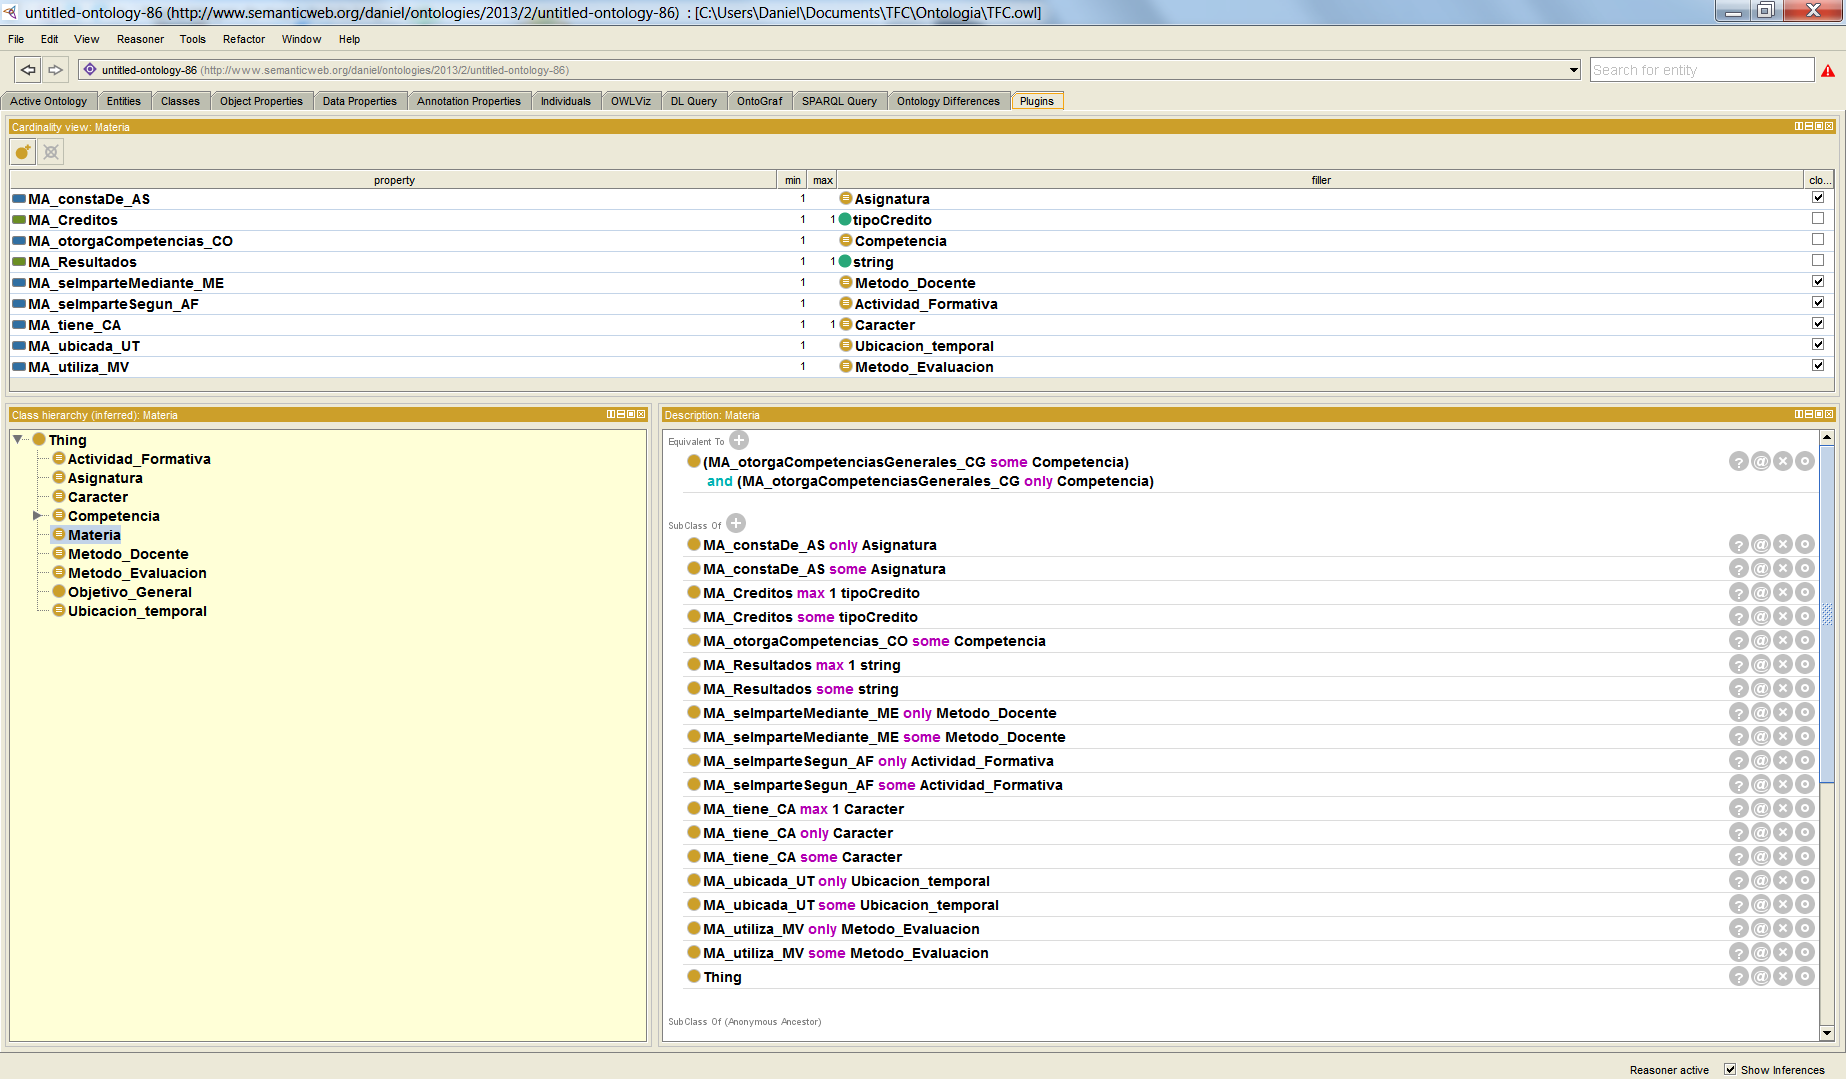 untitled-ontology-86 (http://www.semanticweb.org/daniel/ontologies/2013/2/untitled-ontology-86) : [C:\Users\Daniel\Documents\TFC\Ontologia\TFC.owl]
File Edit View Reasoner Tools Refactor Window Help
untitled-ontology-86 (http://www.semanticweb.org/daniel/ontologies/2013/2/untitled-ontology-86) Search for entity
Active Ontology Entities Classes Object Properties Data Properties Annotation Properties Individuals OWLViz DL Query OntoGraf SPARQL Query Ontology Differences Plugins
Cardinality view: Materia
property min max filler clo...
MA_constaDe_AS 1 Asignatura
MA_Creditos 1 1 tipoCredito
MA_otorgaCompetencias_CO 1 Competencia
MA_Resultados 1 1 string
MA_seImparteMediante_ME 1 Metodo_Docente
MA_seImparteSegun_AF 1 Actividad_Formativa
MA_tiene_CA 1 1 Caracter
MA_ubicada_UT 1 Ubicacion_temporal
MA_utiliza_MV 1 Metodo_Evaluacion
Class hierarchy (inferred): Materia
Thing
Actividad_Formativa
Asignatura
Caracter
Competencia
Materia
Metodo_Docente
Metodo_Evaluacion
Objetivo_General
Ubicacion_temporal
Description: Materia
Equivalent To
(MA_otorgaCompetenciasGenerales_CG some Competencia)
and (MA_otorgaCompetenciasGenerales_CG only Competencia)
SubClass Of
MA_constaDe_AS only Asignatura
MA_constaDe_AS some Asignatura
MA_Creditos max 1 tipoCredito
MA_Creditos some tipoCredito
MA_otorgaCompetencias_CO some Competencia
MA_Resultados max 1 string
MA_Resultados some string
MA_seImparteMediante_ME only Metodo_Docente
MA_seImparteMediante_ME some Metodo_Docente
MA_seImparteSegun_AF only Actividad_Formativa
MA_seImparteSegun_AF some Actividad_Formativa
MA_tiene_CA max 1 Caracter
MA_tiene_CA only Caracter
MA_tiene_CA some Caracter
MA_ubicada_UT only Ubicacion_temporal
MA_ubicada_UT some Ubicacion_temporal
MA_utiliza_MV only Metodo_Evaluacion
MA_utiliza_MV some Metodo_Evaluacion
Thing
SubClass Of (Anonymous Ancestor)
Reasoner active Show Inferences